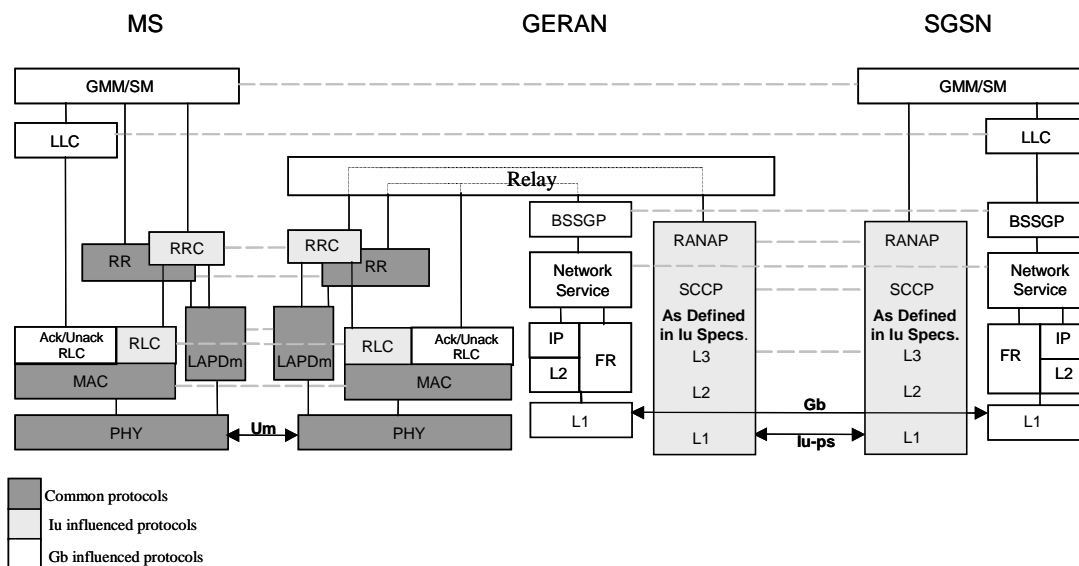 MS
GERAN
SGSN
GMM/SM
GMM/SM
LLC
LLC
Relay
BSSGP
BSSGP
RRC
RR
RRC
RR
RANAP
RANAP
Network
Service
Network
Service
SCCP
SCCP
As Defined
in Iu Specs.
As Defined
in Iu Specs.
Ack/Unack
RLC
RLC
LAPDm
LAPDm
RLC
Ack/Unack
RLC
IP
FR
L2
L3
L3
FR
IP
L2
MAC
MAC
L2
L2
PHY
Um
PHY
L1
Gb
L1
L1
Iu-ps
L1
Common protocols
Iu influenced protocols
Gb influenced protocols